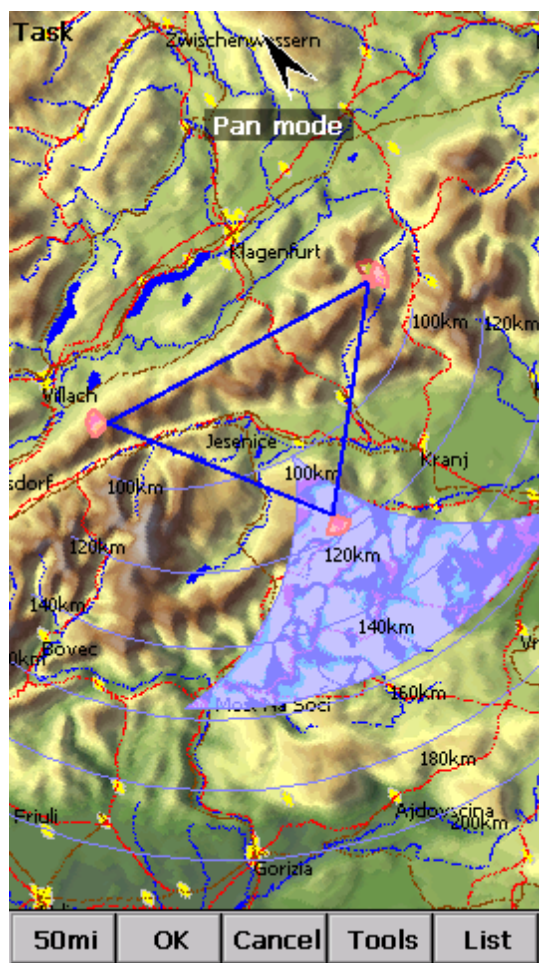 Task
Zwischenwassern
Pan mode
Klagenfurt
100km
120km
Villach
Jesenice
Kranj
sdorf
100km
100km
120km
120km
140km
140km
Bovec
0km
160km
Most Na Soci
180km
Friuli
Ajdovscina
200km
Gorizia
50mi
OK
Cancel
Tools
List